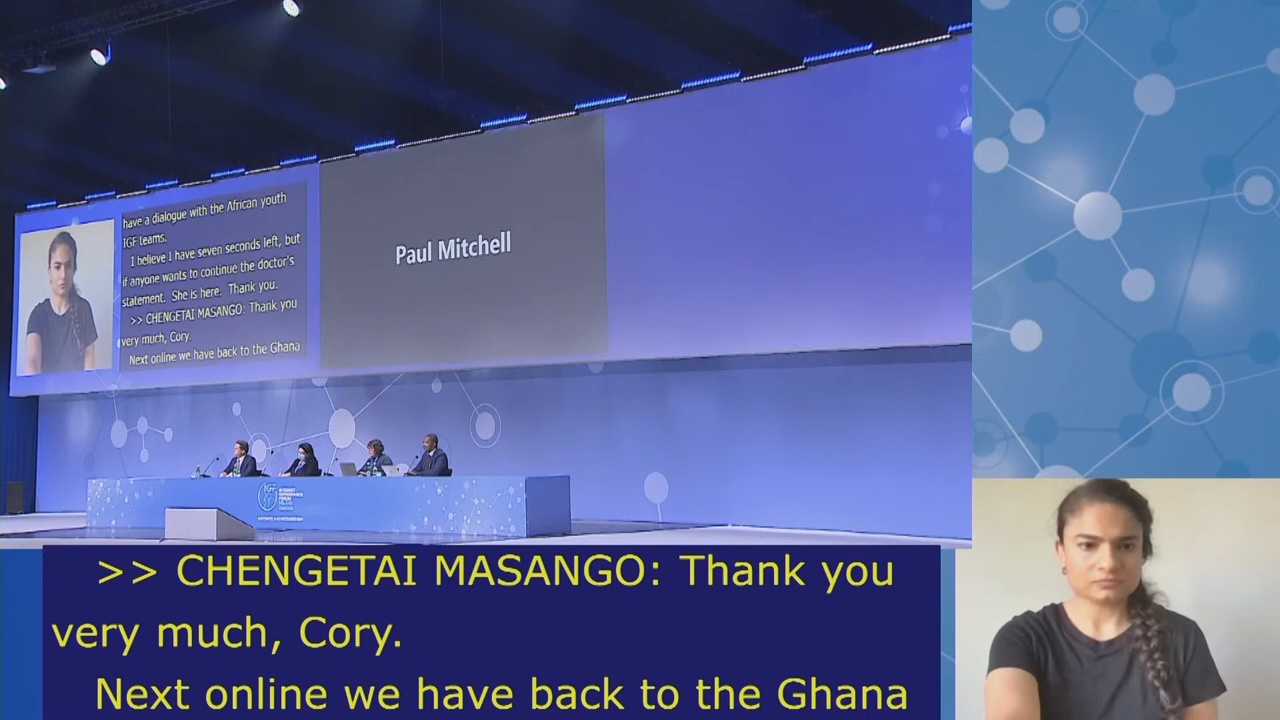 have a dialogue with the African youth
IGF teams.
I believe I have seven seconds left, but
if anyone wants to continue the doctor's
statement. She is here. Thank you.
>> CHENGETAI MASANGO: Thank you
very much, Cory.
Next online we have back to the Ghana
Paul Mitchell
IGF
>> CHENGETAI MASANGO: Thank you
very much, Cory.
Next online we have back to the Ghana